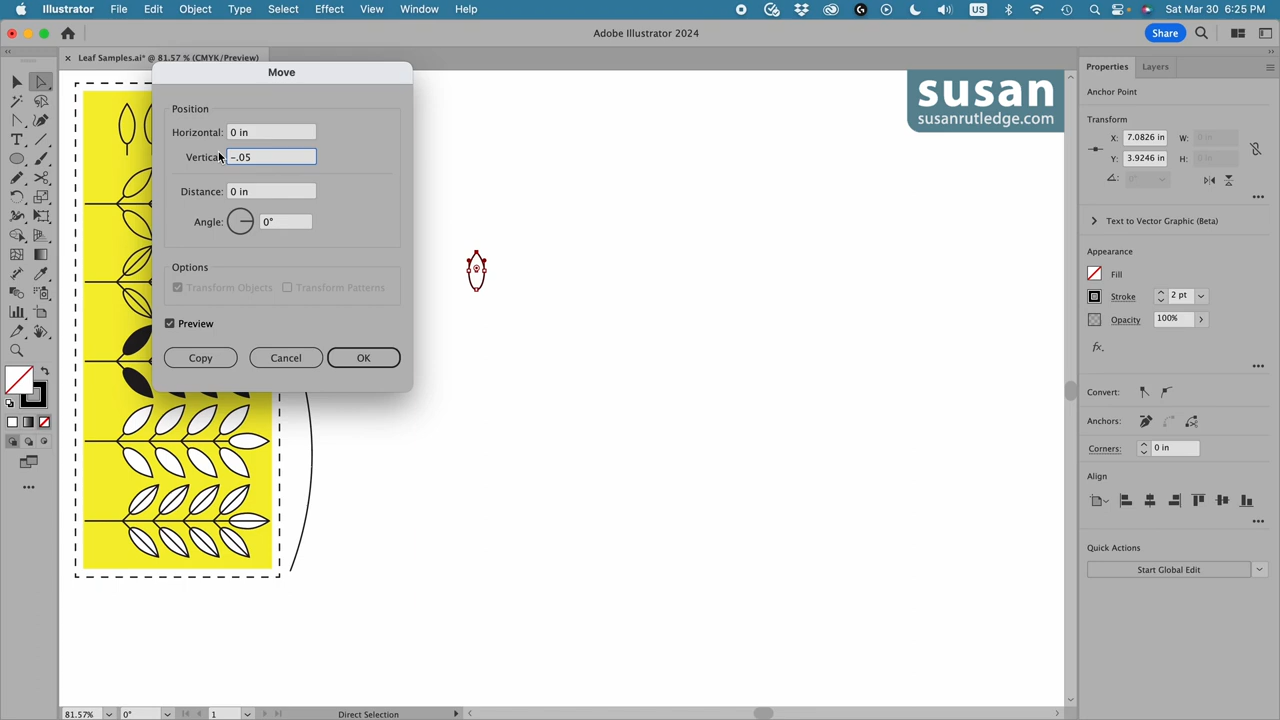 Illustrator File Edit Object Type Select Effect View Window Help
US
Sat Mar 30 6:25 PM
Adobe Illustrator 2024
Share
× Leaf Samples.ai* @ 81.57 % (CMYK/Preview)
Move
Position
Horizontal: 0 in
Vertical: -.05
Distance: 0 in
Angle: 0°
Options
Transform Objects Transform Patterns
Preview
Copy Cancel OK
susan
susanrutledge.com
Properties Layers
Anchor Point
Transform
X: 7.0826 in W:
Y: 3.9246 in H:
0°
Text to Vector Graphic (Beta)
Appearance
Fill
Stroke 2 pt
Opacity 100%
fx.
Convert:
Anchors:
Corners: 0 in
Align
Quick Actions
Start Global Edit
81.57% 0° 1 Direct Selection